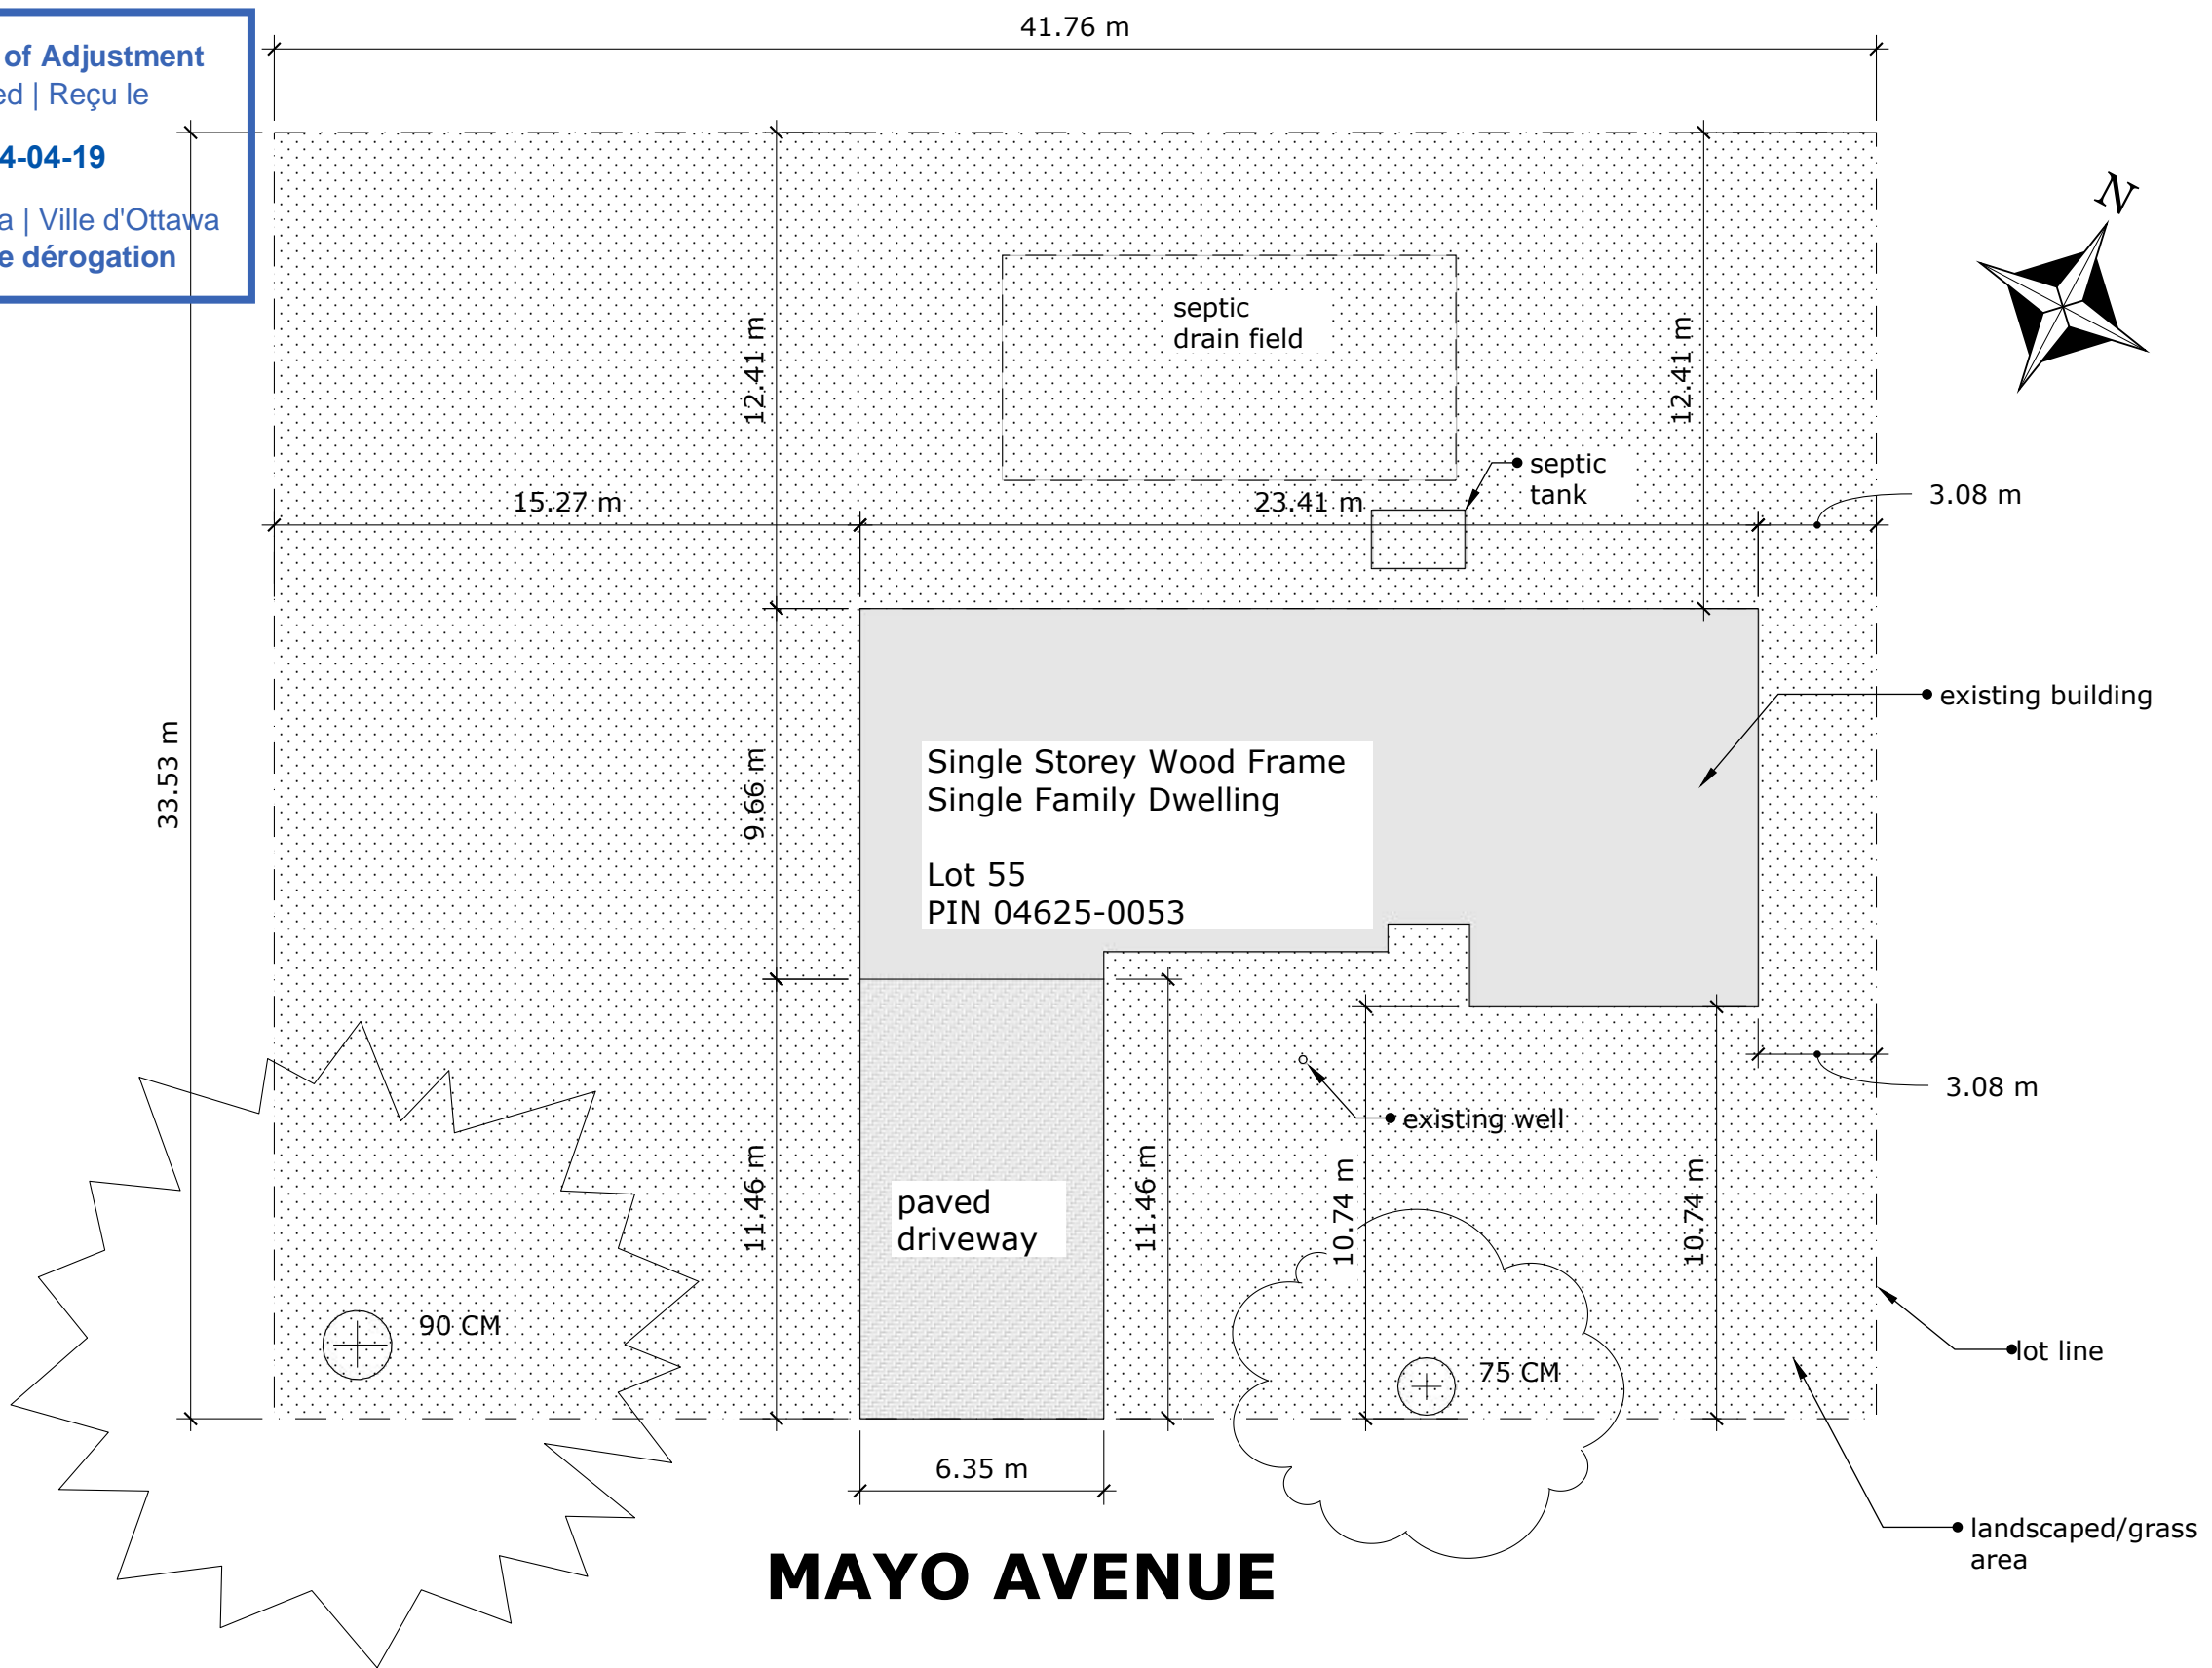 of Adjustment
ed | Reçu le
4-04-19
a | Ville d'Ottawa
e dérogation
41.76 m
N
12.41 m
12.41 m
septic
drain field
septic
tank
15.27 m
23.41 m
3.08 m
33.53 m
9.66 m
existing building
Single Storey Wood Frame
Single Family Dwelling
Lot 55
PIN 04625-0053
3.08 m
existing well
11.46 m
11.46 m
10.74 m
10.74 m
paved
driveway
90 CM
75 CM
lot line
6.35 m
landscaped/grass
area
MAYO AVENUE